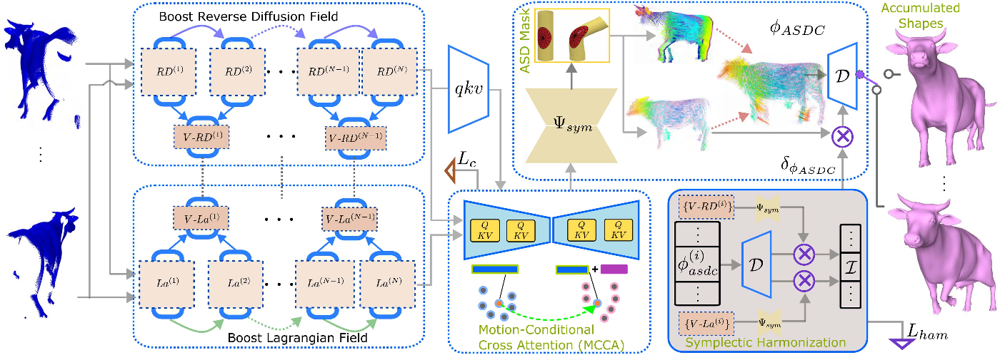 Boost Reverse Diffusion Field
RD^(1)
RD^(2)
...
RD^(N-1)
RD^(N)
V-RD^(1)
...
V-RD^(N-1)
V-La^(1)
...
V-La^(N-1)
La^(1)
La^(2)
...
La^(N-1)
La^(N)
Boost Lagrangian Field
qkv
L_c
Q
KV
Q
KV
Q
KV
Q
KV
+
Motion-Conditional
Cross Attention (MCCA)
ASD Mask
Ψ_sym
ϕ_ASDC
D
δ_ϕ_ASDC
{V-RD^(i)}
Ψ_sym
ϕ_asdc^(i)
D
I
{V-La^(i)}
Ψ_sym
Symplectic Harmonization
L_ham
Accumulated
Shapes